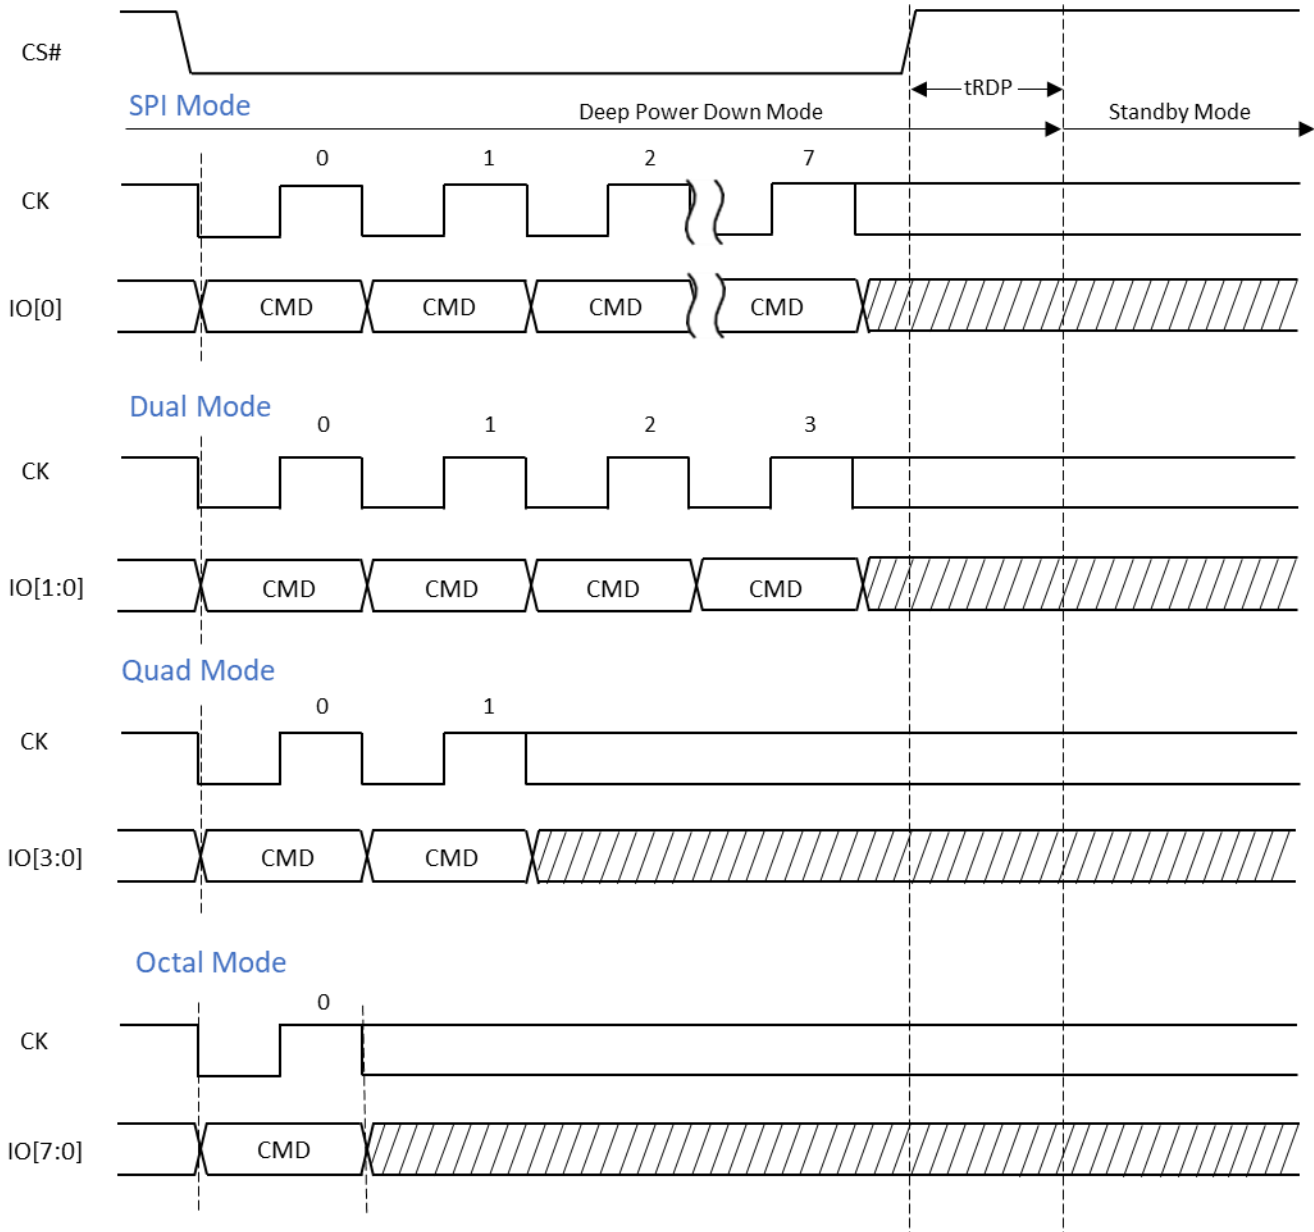 CS#
tRDP
SPI Mode
Deep Power Down Mode
Standby Mode
0 1 2 7
CK
IO[0] CMD CMD CMD CMD
Dual Mode
0 1 2 3
CK
IO[1:0] CMD CMD CMD CMD
Quad Mode
0 1
CK
IO[3:0] CMD CMD
Octal Mode
0
CK
IO[7:0] CMD